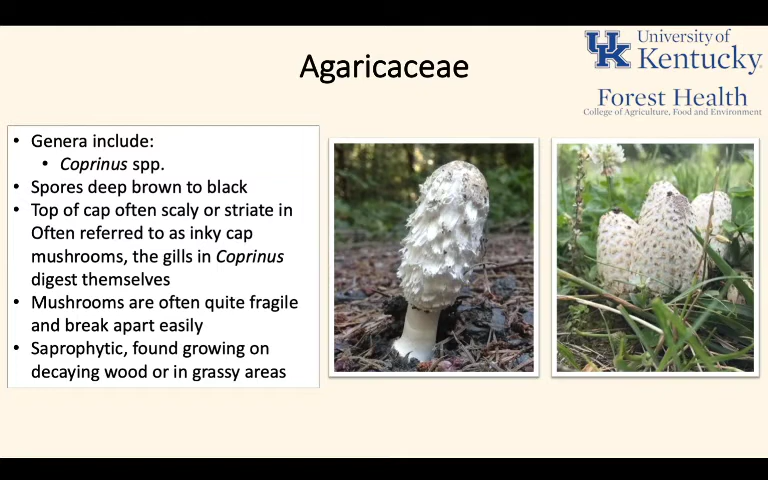 Agaricaceae
University of
Kentucky
Forest Health
College of Agriculture, Food and Environment
• Genera include:
• Coprinus spp.
• Spores deep brown to black
• Top of cap often scaly or striate in
Often referred to as inky cap
mushrooms, the gills in Coprinus
digest themselves
• Mushrooms are often quite fragile
and break apart easily
• Saprophytic, found growing on
decaying wood or in grassy areas